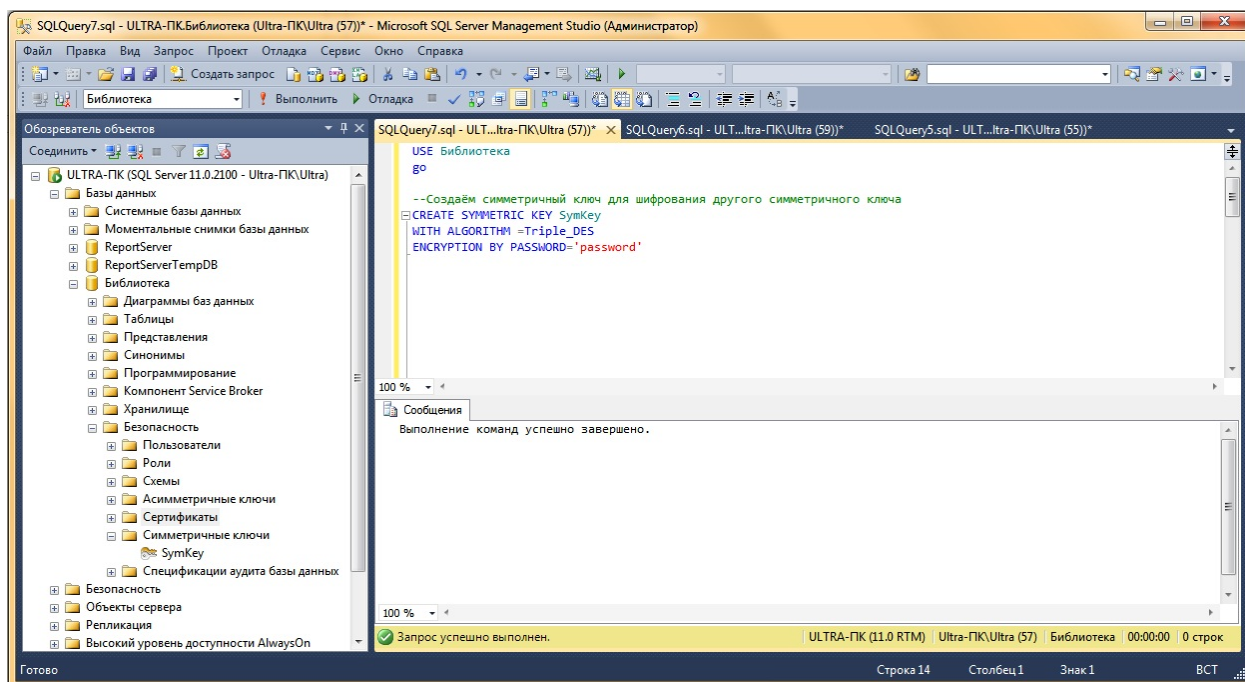 SQLQuery7.sql - ULTRA-ПК.Библиотека (Ultra-ПК\Ultra (57))* - Microsoft SQL Server Management Studio (Администратор)
Файл Правка Вид Запрос Проект Отладка Сервис Окно Справка
Создать запрос
Библиотека Выполнить Отладка
Обозреватель объектов
Соединить
ULTRA-ПК (SQL Server 11.0.2100 - Ultra-ПК\Ultra)
Базы данных
Системные базы данных
Моментальные снимки базы данных
ReportServer
ReportServerTempDB
Библиотека
Диаграммы баз данных
Таблицы
Представления
Синонимы
Программирование
Компонент Service Broker
Хранилище
Безопасность
Пользователи
Роли
Схемы
Асимметричные ключи
Сертификаты
Симметричные ключи
SymKey
Спецификации аудита базы данных
Безопасность
Объекты сервера
Репликация
Высокий уровень доступности AlwaysOn
SQLQuery7.sql - ULT...ltra-ПК\Ultra (57))* SQLQuery6.sql - ULT...ltra-ПК\Ultra (59))* SQLQuery5.sql - ULT...ltra-ПК\Ultra (55))*
USE Библиотека
go
--Создаём симметричный ключ для шифрования другого симметричного ключа
CREATE SYMMETRIC KEY SymKey
WITH ALGORITHM =Triple_DES
ENCRYPTION BY PASSWORD='password'
100 %
Сообщения
Выполнение команд успешно завершено.
100 %
Запрос успешно выполнен. ULTRA-ПК (11.0 RTM) Ultra-ПК\Ultra (57) Библиотека 00:00:00 0 строк
Готово Строка 14 Столбец 1 Знак 1 ВСТ